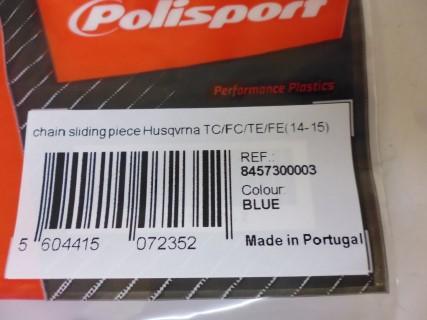 Polisport
Performance Plastics
chain sliding piece Husqvrna TC/FC/TE/FE(14-15)
REF.:
8457300003
Colour:
BLUE
5 604415 072352
Made in Portugal